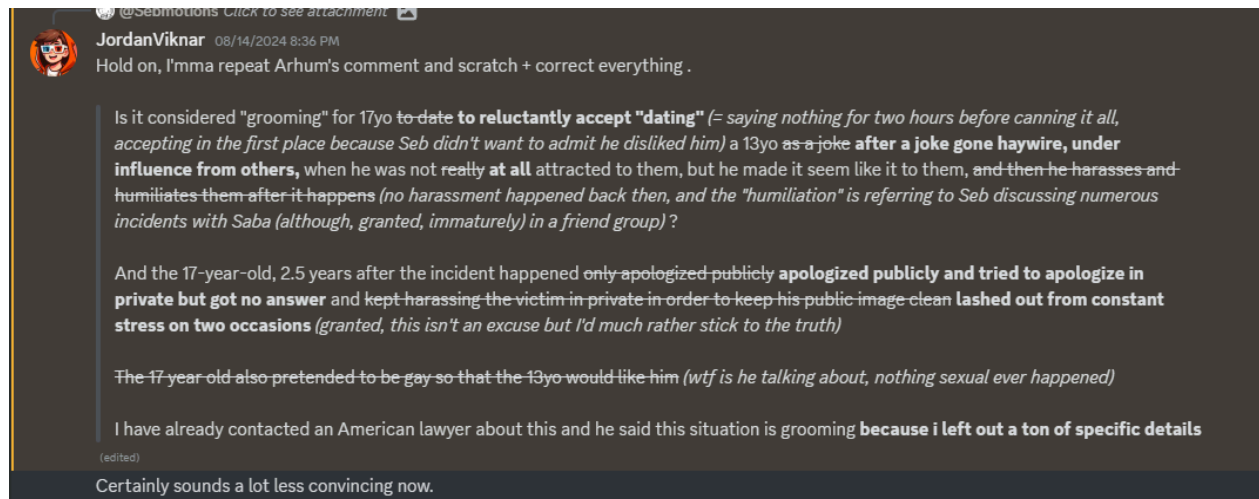 @Sebmotions Click to see attachment
JordanViknar 08/14/2024 8:36 PM
Hold on, I'mma repeat Arhum's comment and scratch + correct everything .
Is it considered "grooming" for 17yo to date to reluctantly accept "dating" (= saying nothing for two hours before canning it all,
accepting in the first place because Seb didn't want to admit he disliked him) a 13yo as a joke after a joke gone haywire, under
influence from others, when he was not really at all attracted to them, but he made it seem like it to them, and then he harasses and
humiliates them after it happens (no harassment happened back then, and the "humiliation" is referring to Seb discussing numerous
incidents with Saba (although, granted, immaturely) in a friend group) ?
And the 17-year-old, 2.5 years after the incident happened only apologized publicly apologized publicly and tried to apologize in
private but got no answer and kept harassing the victim in private in order to keep his public image clean lashed out from constant
stress on two occasions (granted, this isn't an excuse but I'd much rather stick to the truth)
The 17 year old also pretended to be gay so that the 13yo would like him (wtf is he talking about, nothing sexual ever happened)
I have already contacted an American lawyer about this and he said this situation is grooming because i left out a ton of specific details
(edited)
Certainly sounds a lot less convincing now.